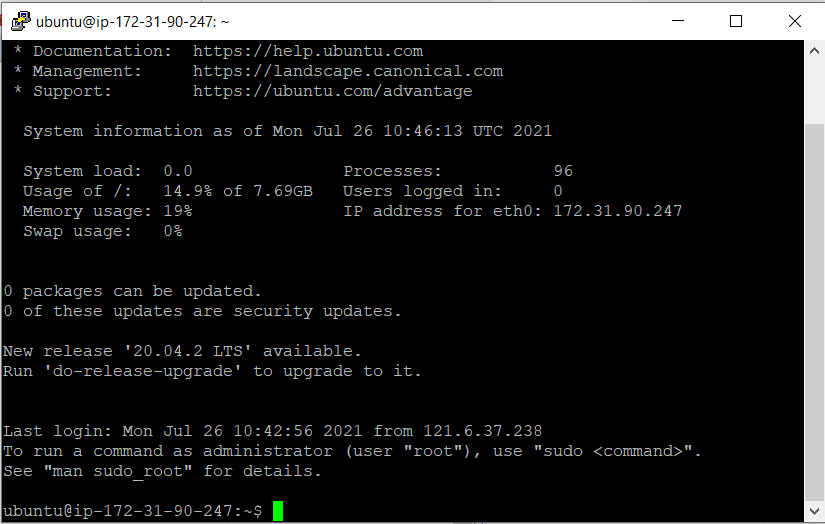 ubuntu@ip-172-31-90-247: ~
* Documentation:  https://help.ubuntu.com
* Management:     https://landscape.canonical.com
* Support:        https://ubuntu.com/advantage
System information as of Mon Jul 26 10:46:13 UTC 2021
System load:  0.0               Processes:           96
Usage of /:   14.9% of 7.69GB   Users logged in:     0
Memory usage: 19%               IP address for eth0: 172.31.90.247
Swap usage:   0%
0 packages can be updated.
0 of these updates are security updates.
New release '20.04.2 LTS' available.
Run 'do-release-upgrade' to upgrade to it.
Last login: Mon Jul 26 10:42:56 2021 from 121.6.37.238
To run a command as administrator (user "root"), use "sudo <command>".
See "man sudo_root" for details.
ubuntu@ip-172-31-90-247:~$